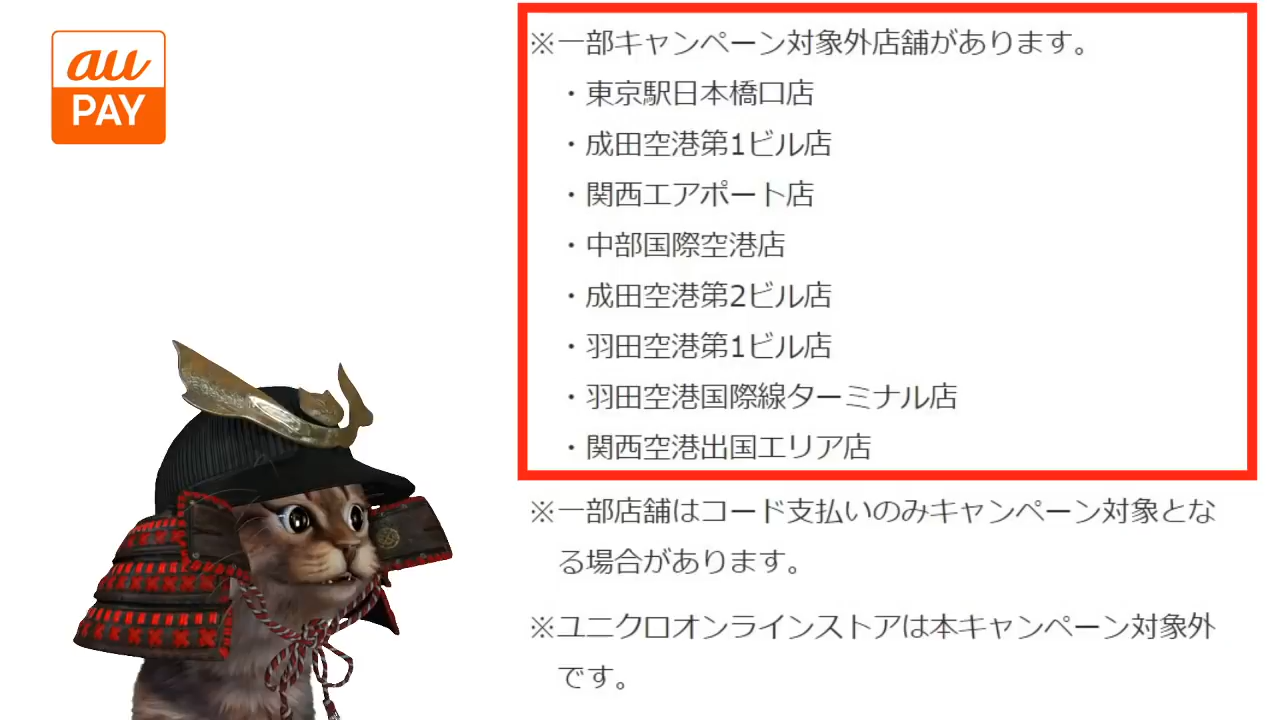 au
PAY
※一部キャンペーン対象外店舗があります。
・東京駅日本橋口店
・成田空港第1ビル店
・関西エアポート店
・中部国際空港店
・成田空港第2ビル店
・羽田空港第1ビル店
・羽田空港国際線ターミナル店
・関西空港出国エリア店
※一部店舗はコード支払いのみキャンペーン対象とな
る場合があります。
※ユニクロオンラインストアは本キャンペーン対象外
です。